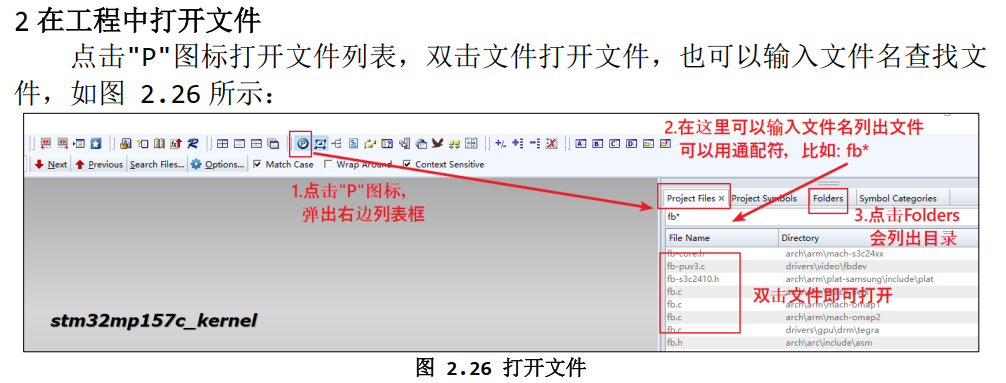 2 在工程中打开文件
点击"P"图标打开文件列表，双击文件打开文件，也可以输入文件名查找文
件，如图 2.26 所示：
2.在这里可以输入文件名列出文件
可以用通配符，比如: fb*
Next Previous Search Files... Options... Match Case Wrap Around Context Sensitive
1.点击"P"图标，
弹出右边列表框
Project Files × Project Symbols Folders Symbol Categories
fb*
3.点击Folders
会列出目录
File Name Directory
fb-core.h arch\arm\mach-s3c24xx
fb-puv3.c drivers\video\fbdev
fb-s3c2410.h arch\arm\plat-samsung\include\plat
fb.c
双击文件即可打开
fb.c arch\arm\mach-omap1
fb.c arch\arm\mach-omap2
fb.c drivers\gpu\drm\tegra
fb.h arch\arc\include\asm
stm32mp157c_kernel
图 2.26 打开文件